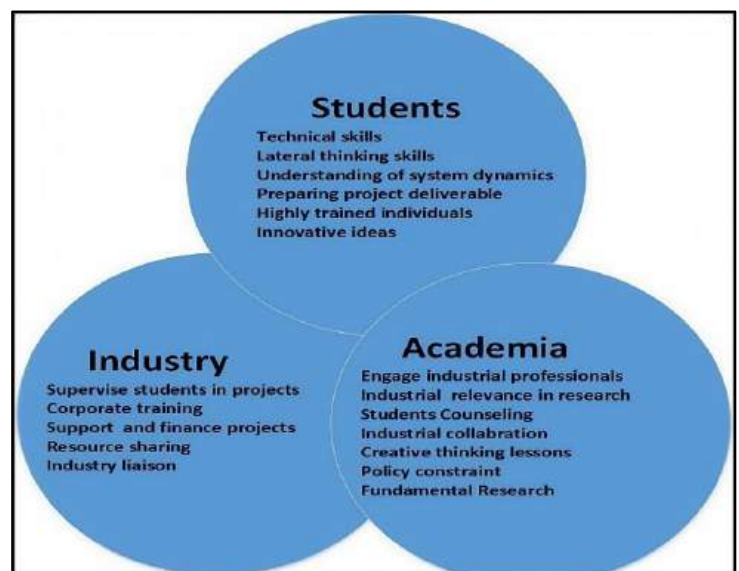 Students
Technical skills
Lateral thinking skills
Understanding of system dynamics
Preparing project deliverable
Highly trained individuals
Innovative ideas
Industry
Supervise students in projects
Corporate training
Support and finance projects
Resource sharing
Industry liaison
Academia
Engage industrial professionals
Industrial relevance in research
Students Counseling
Industrial collabration
Creative thinking lessons
Policy constraint
Fundamental Research